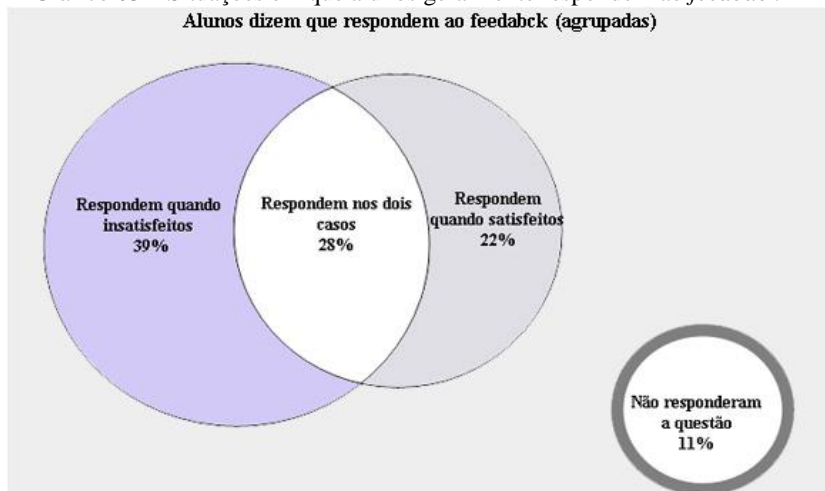 Alunos dizem que respondem ao feedabck (agrupadas)
Respondem quando
insatisfeitos
39%
Respondem nos dois
casos
28%
Respondem
quando satisfeitos
22%
Não responderam
a questão
11%